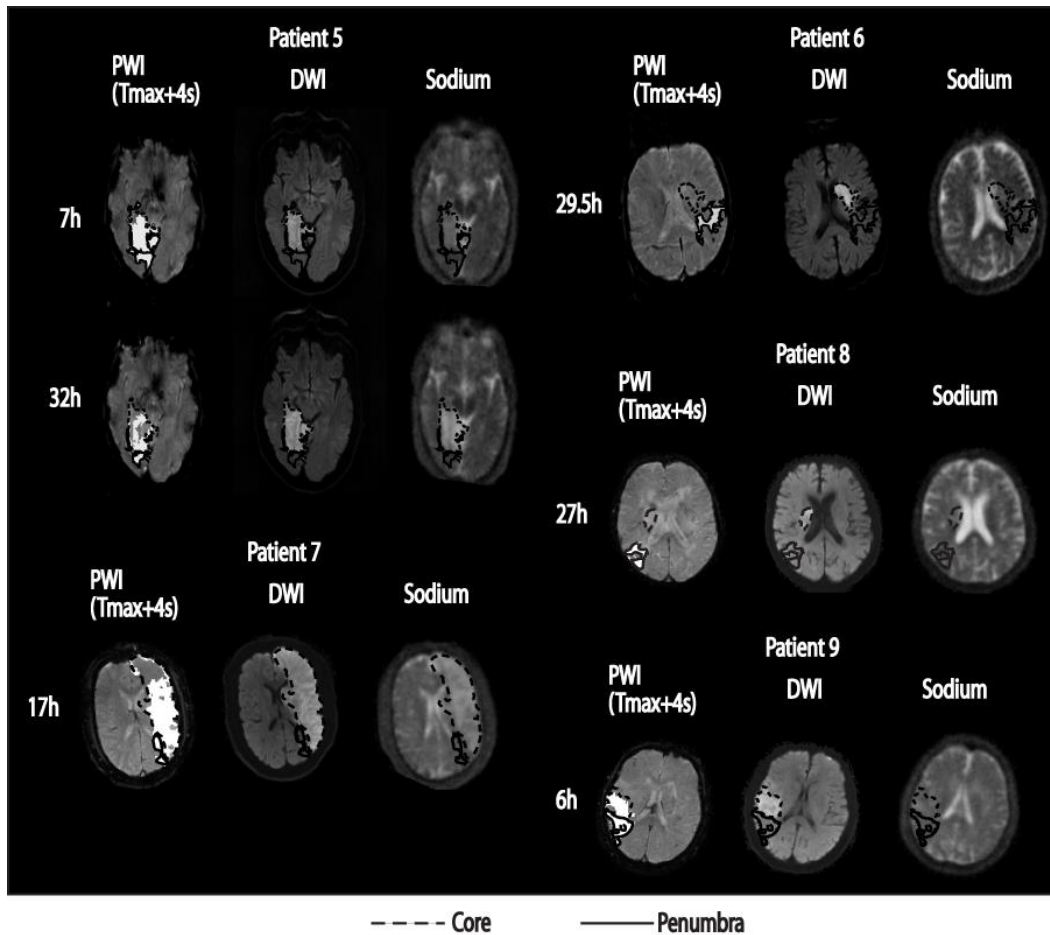 Patient 5
PWI
(Tmax+4s)
DWI
Sodium
7h
32h
Patient 7
PWI
(Tmax+4s)
DWI
Sodium
17h
Patient 6
PWI
(Tmax+4s)
DWI
Sodium
29.5h
Patient 8
PWI
(Tmax+4s)
DWI
Sodium
27h
Patient 9
PWI
(Tmax+4s)
DWI
Sodium
6h
Core
Penumbra